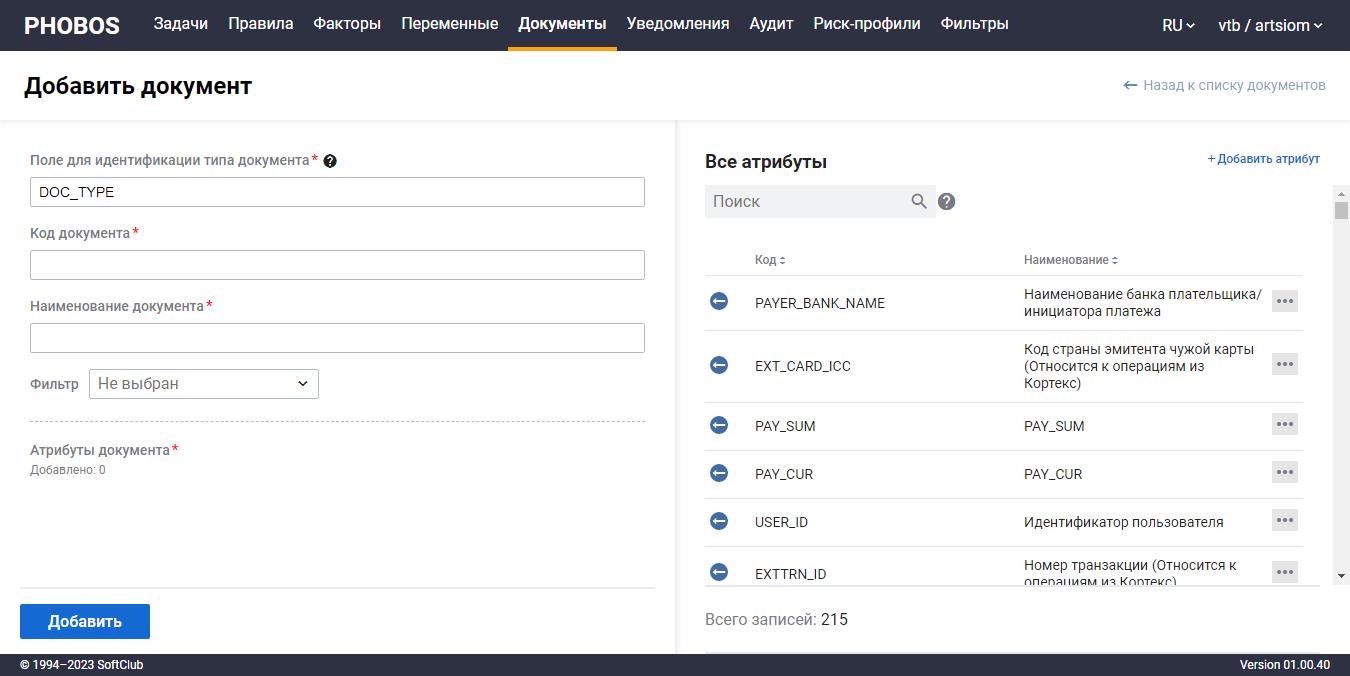 PHOBOS Задачи Правила Факторы Переменные Документы Уведомления Аудит Риск-профили Фильтры RU vtb / artsiom
Добавить документ
← Назад к списку документов
Поле для идентификации типа документа* ?
DOC_TYPE
Код документа*
Наименование документа*
Фильтр Не выбран
Атрибуты документа*
Добавлено: 0
Добавить
Все атрибуты
+ Добавить атрибут
Поиск ?
Код Наименование
PAYER_BANK_NAME Наименование банка плательщика/
инициатора платежа
EXT_CARD_ICC Код страны эмитента чужой карты
(Относится к операциям из
Кортекс)
PAY_SUM PAY_SUM
PAY_CUR PAY_CUR
USER_ID Идентификатор пользователя
EXTTRN_ID Номер транзакции (Относится к
операциям из Кортекс)
Всего записей: 215
© 1994–2023 SoftClub Version 01.00.40